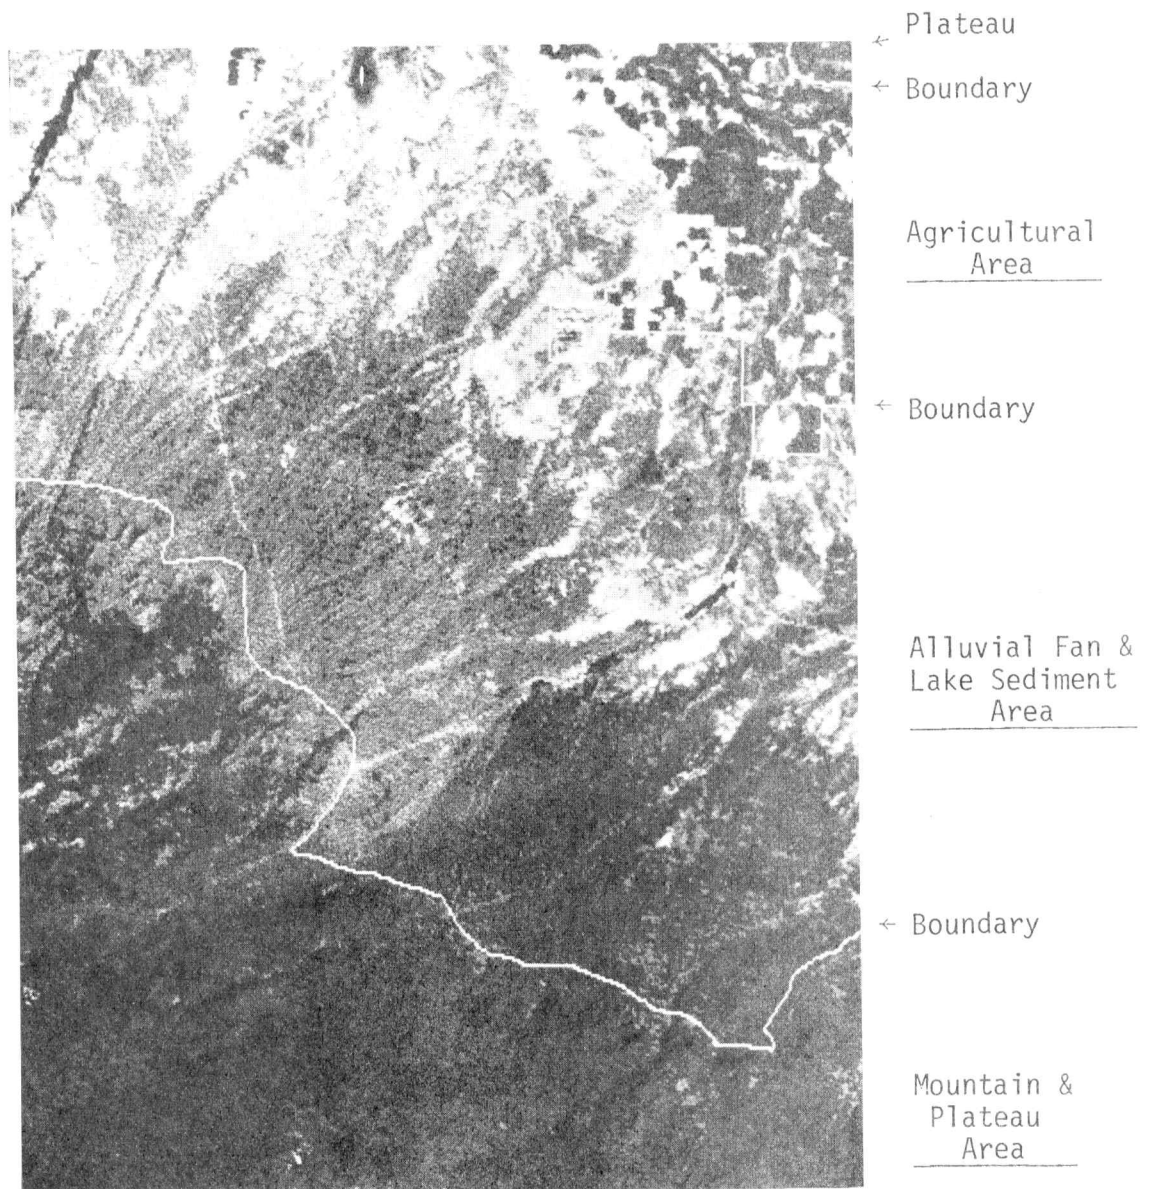 Plateau
Boundary
Agricultural
Area
Boundary
Alluvial Fan &
Lake Sediment
Area
Boundary
Mountain &
Plateau
Area